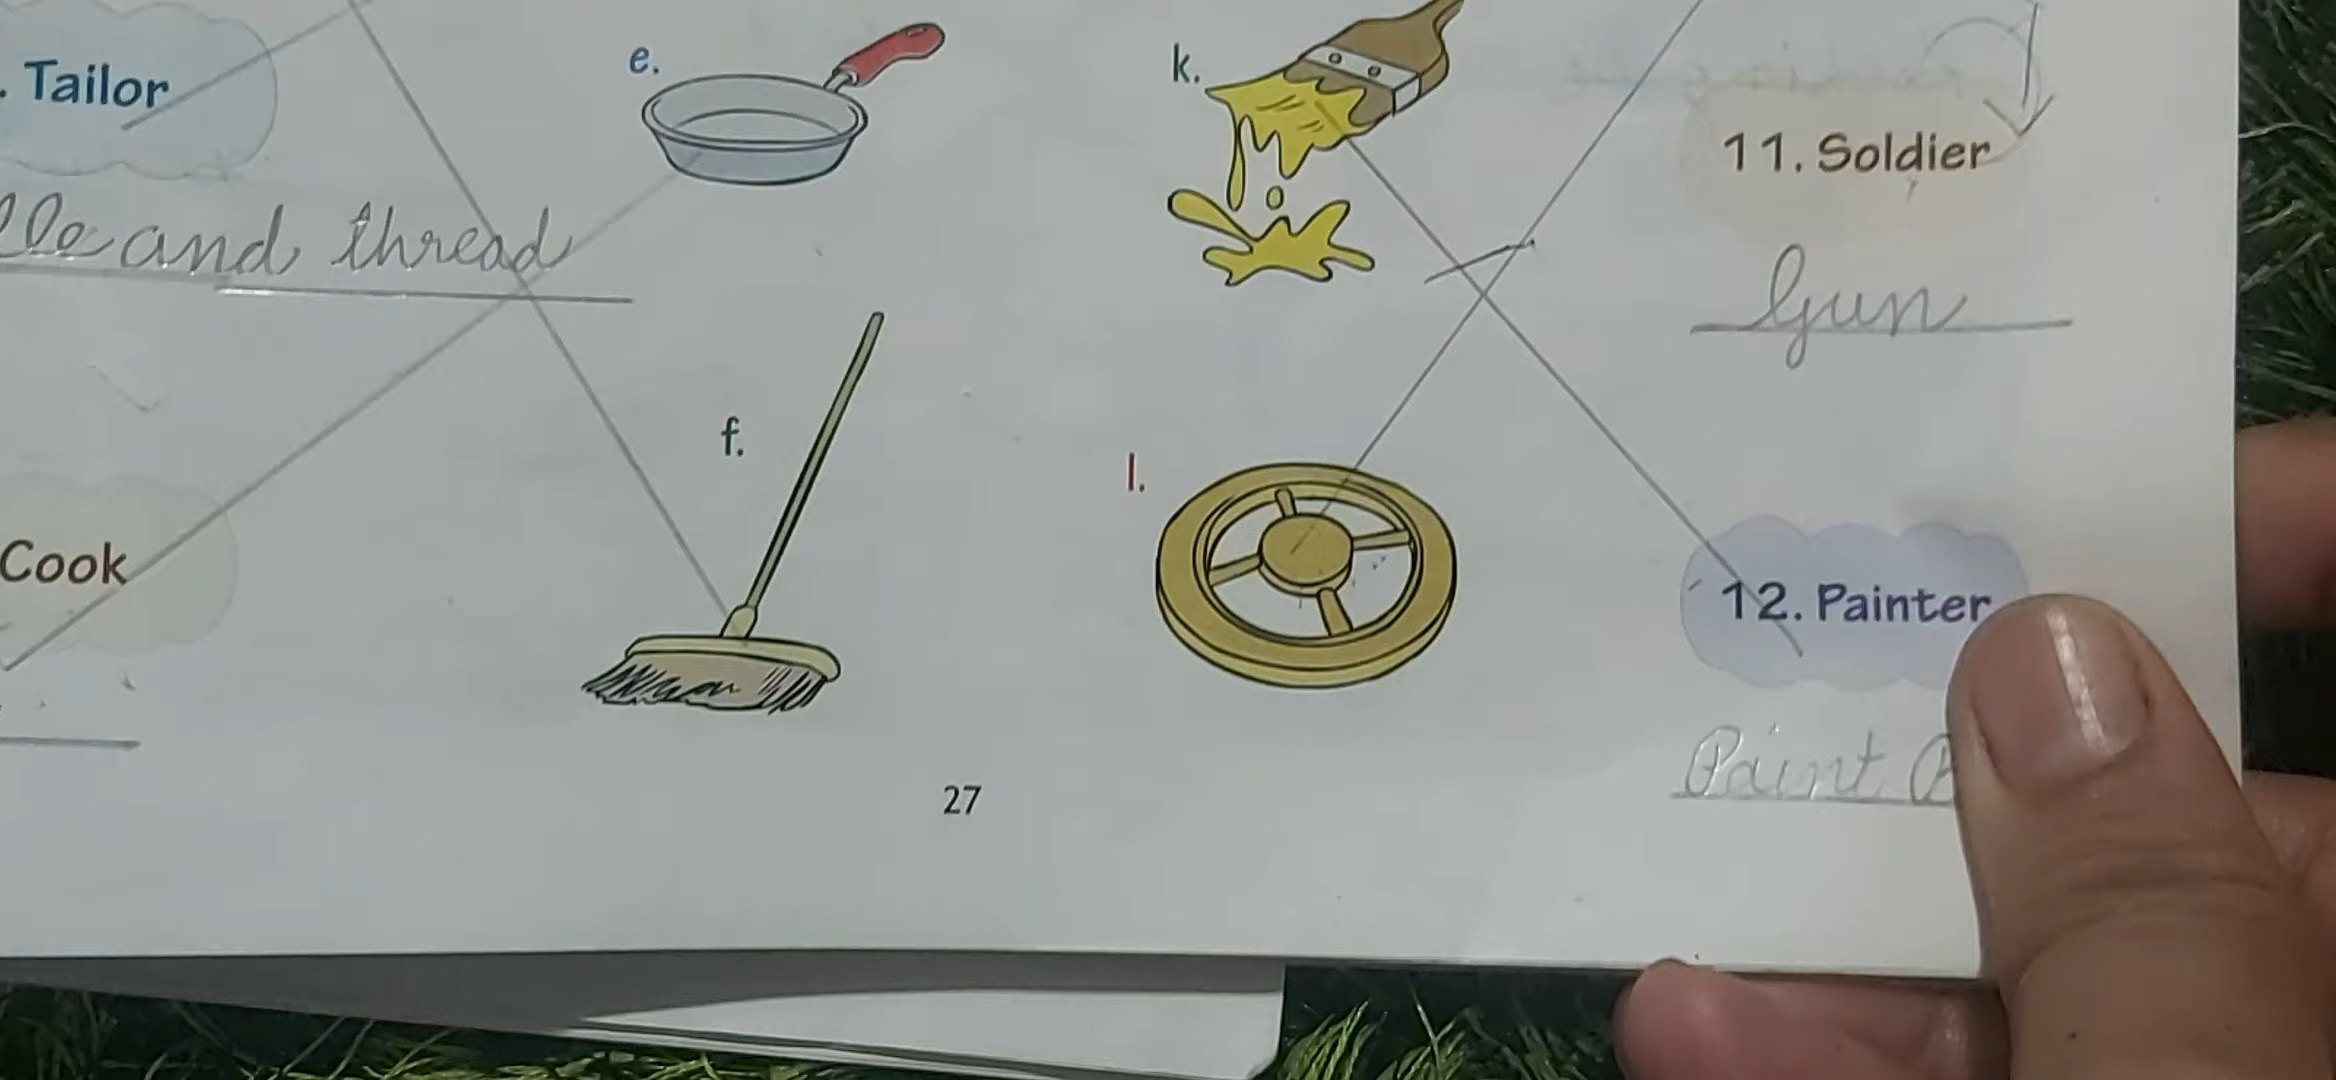 . Tailor
e.
k.
11. Soldier
and thread
Gun
f.
l.
Cook
12. Painter
Paint
27